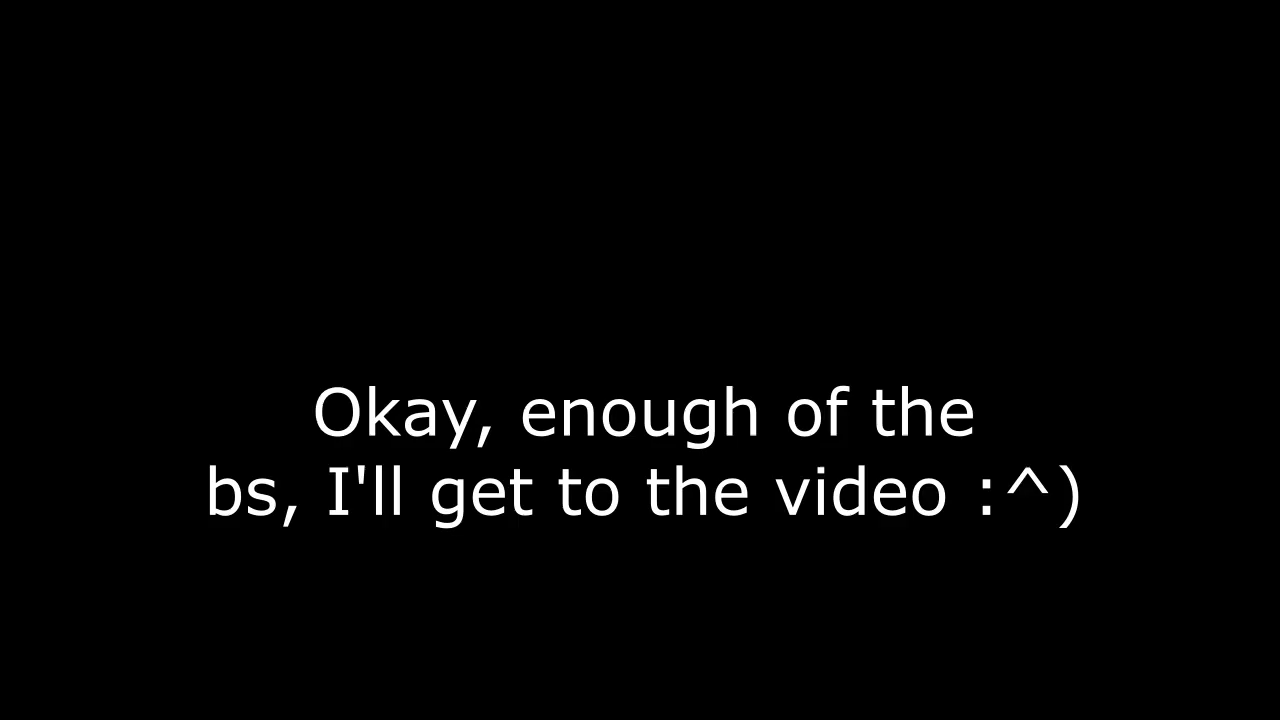 Okay, enough of the
bs, I'll get to the video :^)